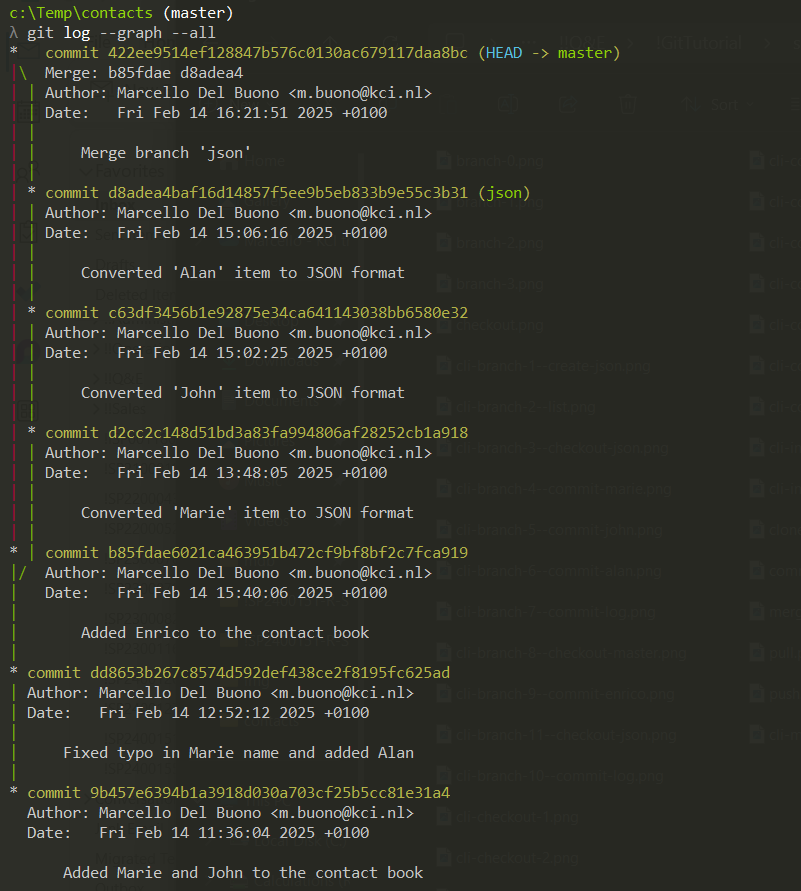 c:\Temp\contacts (master)
λ git log --graph --all
*   commit 422ee9514ef128847b576c0130ac679117daa8bc (HEAD -> master)
|\  Merge: b85fdae d8adea4
| | Author: Marcello Del Buono <m.buono@kci.nl>
| | Date:   Fri Feb 14 16:21:51 2025 +0100
| |
| |     Merge branch 'json'
| |
| * commit d8adea4baf16d14857f5ee9b5eb833b9e55c3b31 (json)
| | Author: Marcello Del Buono <m.buono@kci.nl>
| | Date:   Fri Feb 14 15:06:16 2025 +0100
| |
| |     Converted 'Alan' item to JSON format
| |
| * commit c63df3456b1e92875e34ca641143038bb6580e32
| | Author: Marcello Del Buono <m.buono@kci.nl>
| | Date:   Fri Feb 14 15:02:25 2025 +0100
| |
| |     Converted 'John' item to JSON format
| |
| * commit d2cc2c148d51bd3a83fa994806af28252cb1a918
| | Author: Marcello Del Buono <m.buono@kci.nl>
| | Date:   Fri Feb 14 13:48:05 2025 +0100
| |
| |     Converted 'Marie' item to JSON format
| |
* | commit b85fdae6021ca463951b472cf9bf8bf2c7fca919
|/  Author: Marcello Del Buono <m.buono@kci.nl>
|   Date:   Fri Feb 14 15:40:06 2025 +0100
|
|       Added Enrico to the contact book
|
* commit dd8653b267c8574d592def438ce2f8195fc625ad
| Author: Marcello Del Buono <m.buono@kci.nl>
| Date:   Fri Feb 14 12:52:12 2025 +0100
|
|     Fixed typo in Marie name and added Alan
|
* commit 9b457e6394b1a3918d030a703cf25b5cc81e31a4
  Author: Marcello Del Buono <m.buono@kci.nl>
  Date:   Fri Feb 14 11:36:04 2025 +0100

      Added Marie and John to the contact book